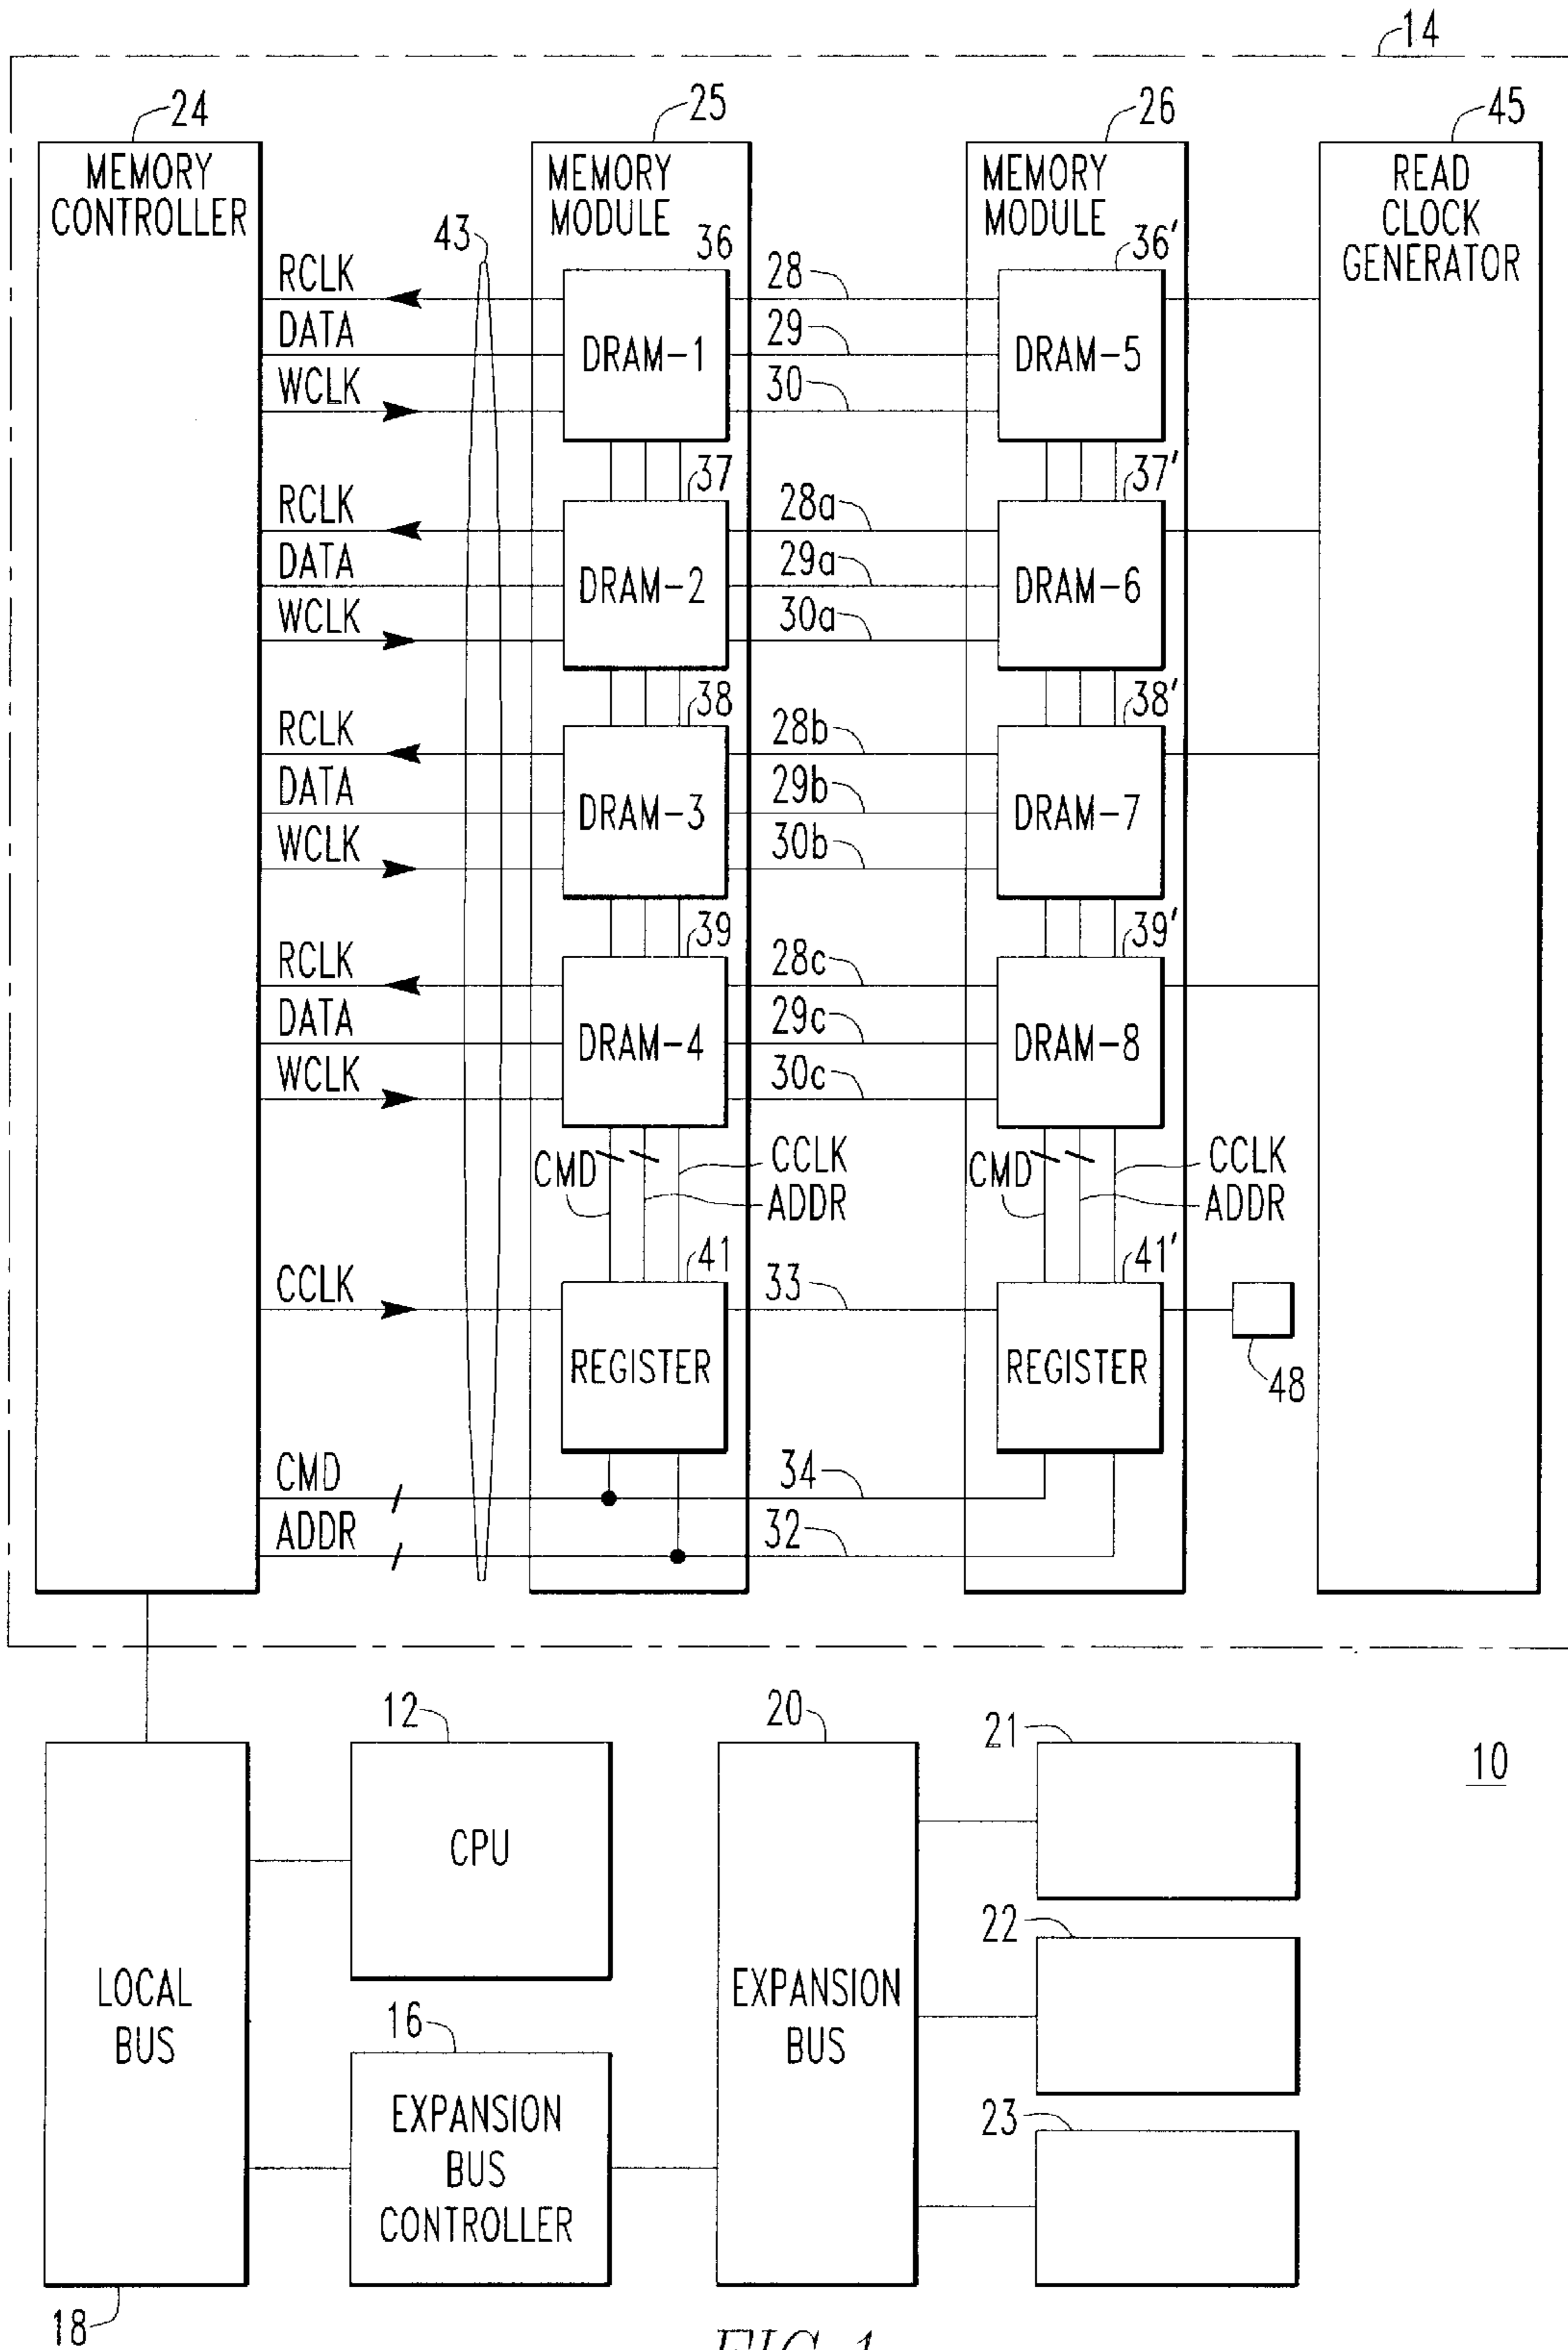 14
24
25
26
45
MEMORY
CONTROLLER
MEMORY
MODULE
MEMORY
MODULE
READ
CLOCK
GENERATOR
43
36
36'
RCLK
28
DATA
29
DRAM-1
DRAM-5
WCLK
30
37
37'
RCLK
28a
DATA
29a
DRAM-2
DRAM-6
WCLK
30a
38
38'
RCLK
28b
DATA
29b
DRAM-3
DRAM-7
WCLK
30b
39
39'
RCLK
28c
DATA
29c
DRAM-4
DRAM-8
WCLK
30c
CMD
CCLK
ADDR
CMD
CCLK
ADDR
41
41'
CCLK
33
REGISTER
REGISTER
48
CMD
34
ADDR
32
12
20
21
10
CPU
22
LOCAL
BUS
EXPANSION
BUS
16
23
EXPANSION
BUS
CONTROLLER
18
FIG. 1